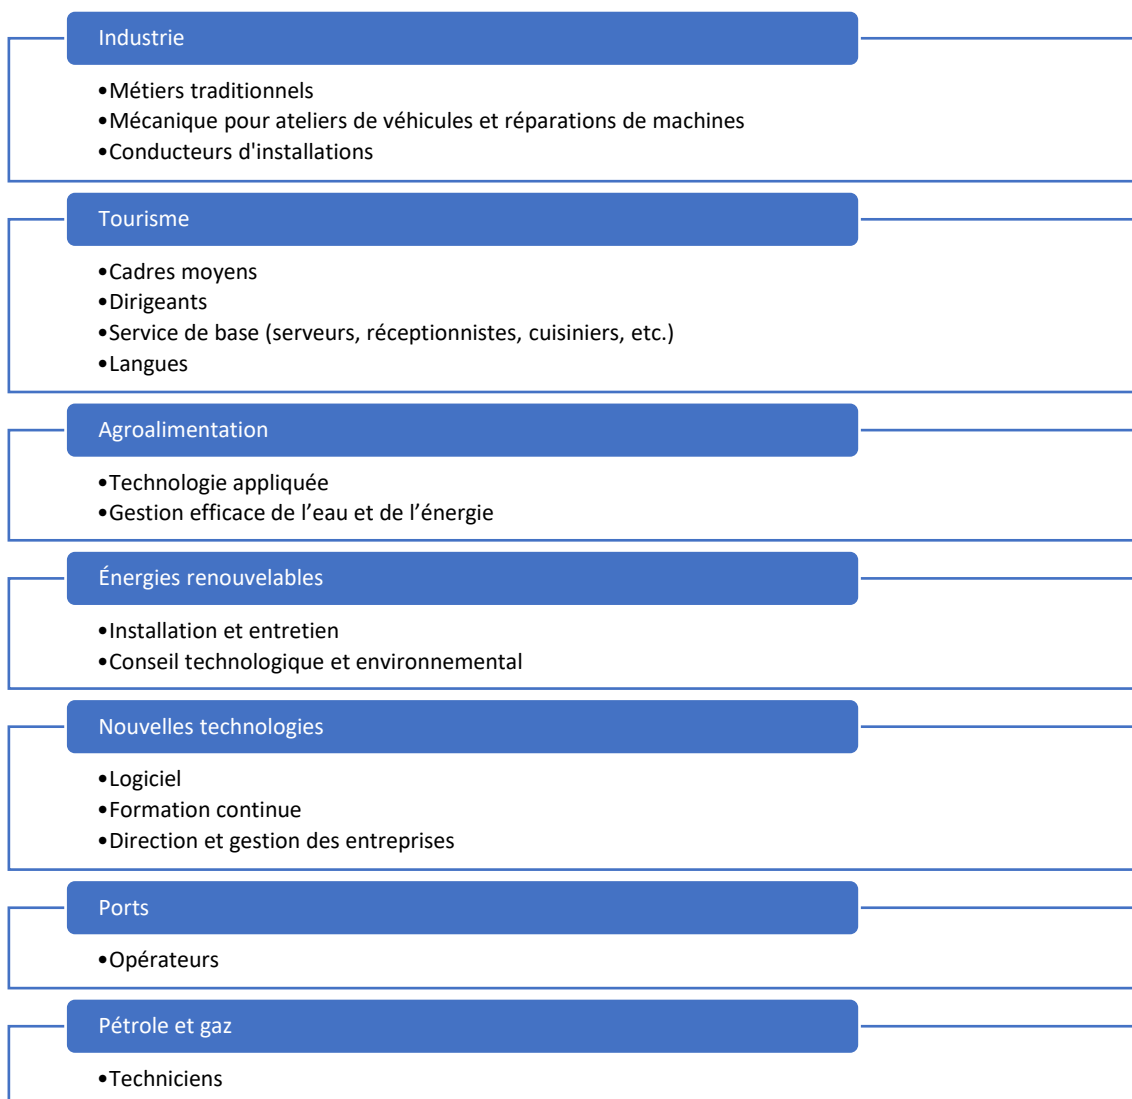 Industrie
•Métiers traditionnels
•Mécanique pour ateliers de véhicules et réparations de machines
•Conducteurs d'installations
Tourisme
•Cadres moyens
•Dirigeants
•Service de base (serveurs, réceptionnistes, cuisiniers, etc.)
•Langues
Agroalimentation
•Technologie appliquée
•Gestion efficace de l’eau et de l’énergie
Énergies renouvelables
•Installation et entretien
•Conseil technologique et environnemental
Nouvelles technologies
•Logiciel
•Formation continue
•Direction et gestion des entreprises
Ports
•Opérateurs
Pétrole et gaz
•Techniciens